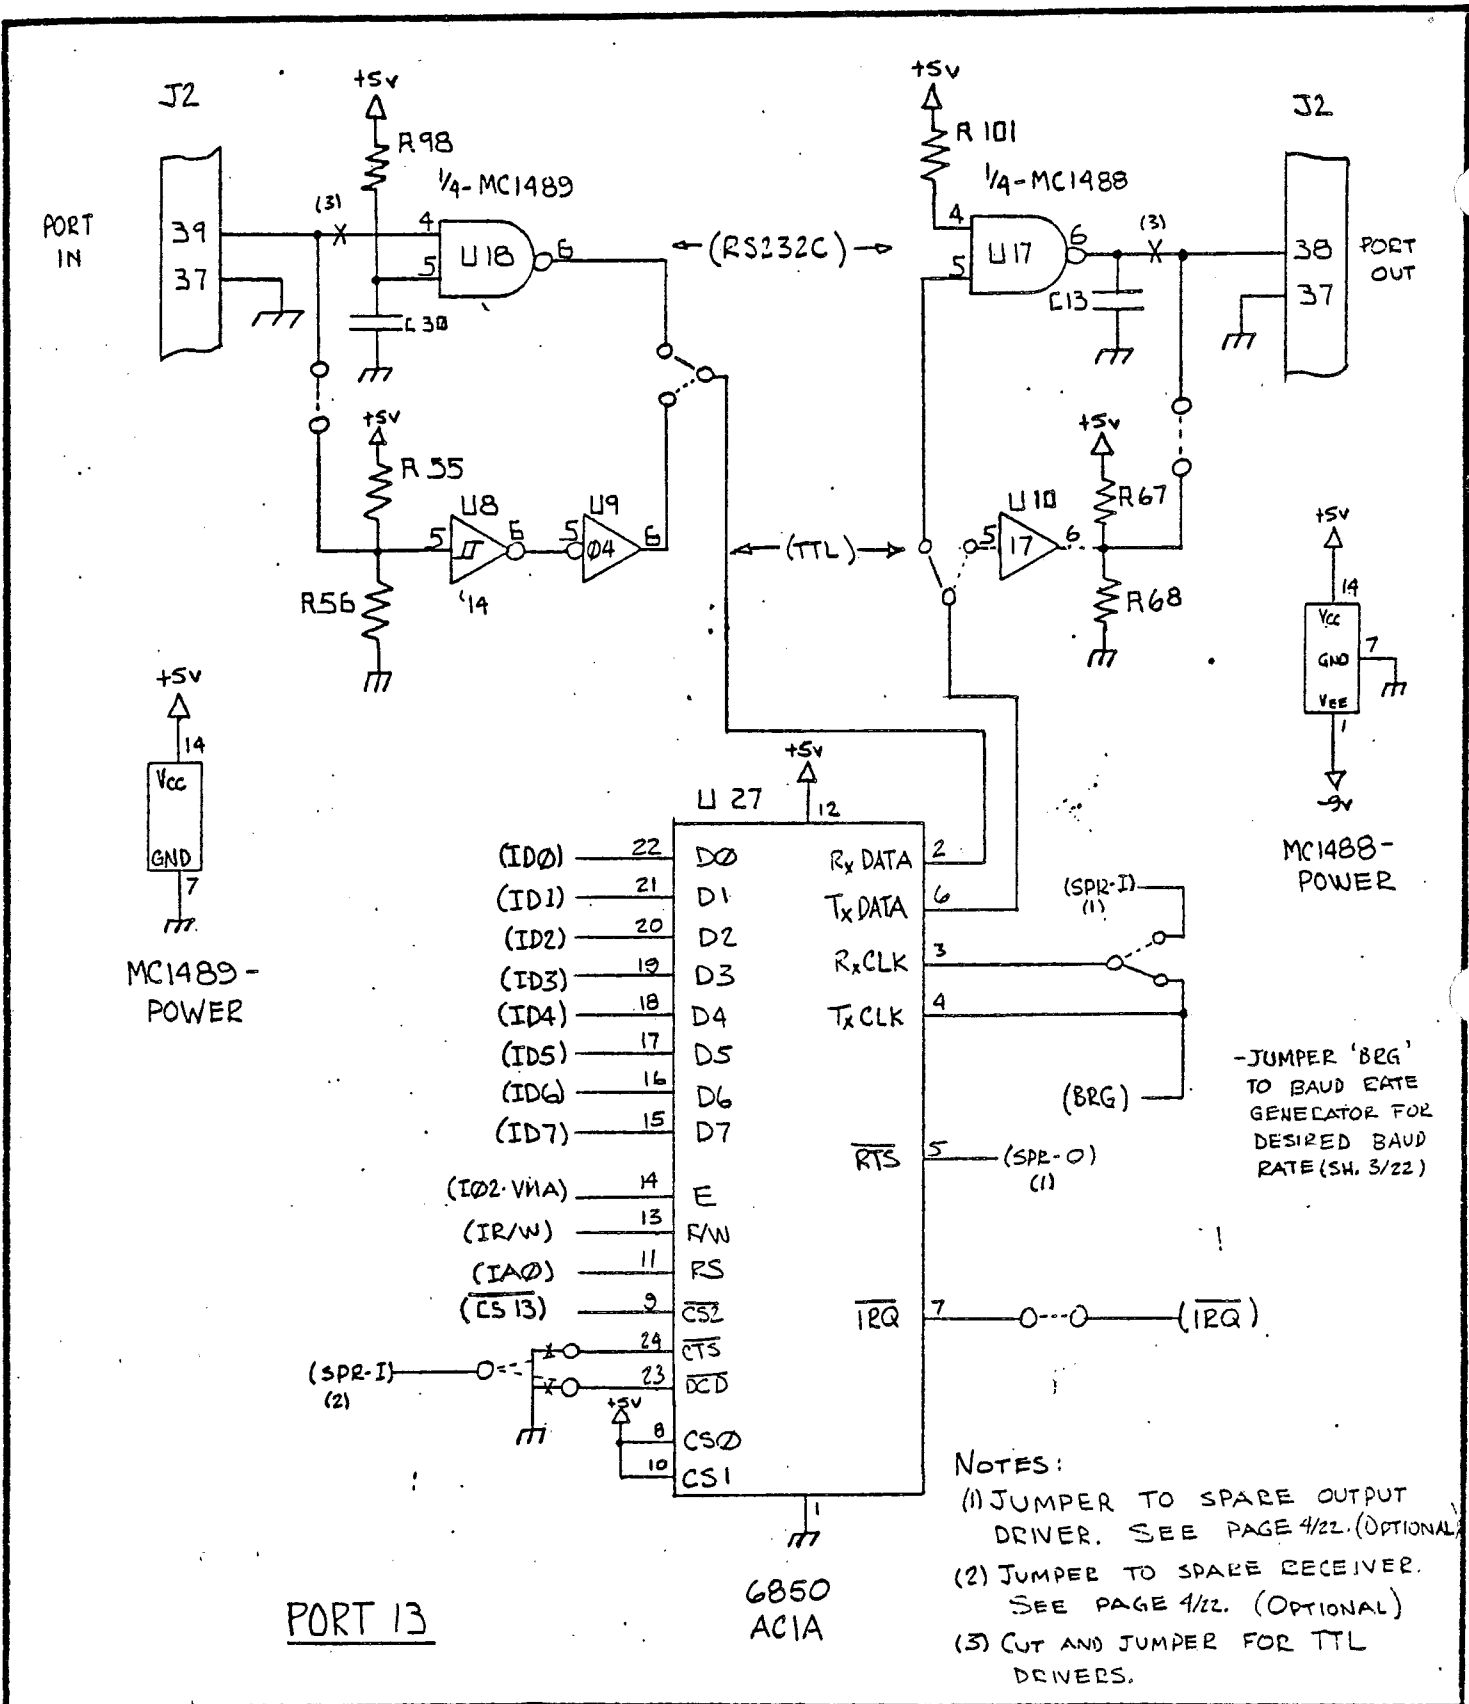 J2
+5v
R98
1/4-MC1489
PORT
IN
39
37
(3)
4
5
U18
6
C30
+5v
R55
U8
5
6
'14
U9
5
04
6
R56
←(RS232C)→
←(TTL)→
+5v
R101
1/4-MC1488
4
5
U17
6
(3)
C13
J2
38
37
PORT
OUT
U10
5
17
6
+5v
R67
R68
+5v
14
Vcc
GND
7
VEE
1
-9v
MC1488-
POWER
+5v
14
Vcc
GND
7
MC1489-
POWER
U27
+5v
12
(IDØ) 22 DØ
(ID1) 21 D1
(ID2) 20 D2
(ID3) 19 D3
(ID4) 18 D4
(ID5) 17 D5
(ID6) 16 D6
(ID7) 15 D7
(IØ2·VMA) 14 E
(IR/W) 13 R/W
(IAØ) 11 RS
(CS13) 9 CS2
24 CTS
(SPR-I)
(2)
23 DCD
+5v
8 CSØ
10 CS1
RxDATA 2
TxDATA 6
RxCLK 3
TxCLK 4
(SPR-I)
(1)
(BRG)
RTS 5 (SPR-O)
(1)
IRQ 7 (IRQ)
1
-JUMPER 'BRG'
TO BAUD RATE
GENERATOR FOR
DESIRED BAUD
RATE (SH. 3/22)
6850
ACIA
PORT 13
NOTES:
(1) JUMPER TO SPARE OUTPUT
DRIVER. SEE PAGE 4/22. (OPTIONAL)
(2) JUMPER TO SPARE RECEIVER.
SEE PAGE 4/22. (OPTIONAL)
(3) CUT AND JUMPER FOR TTL
DRIVERS.